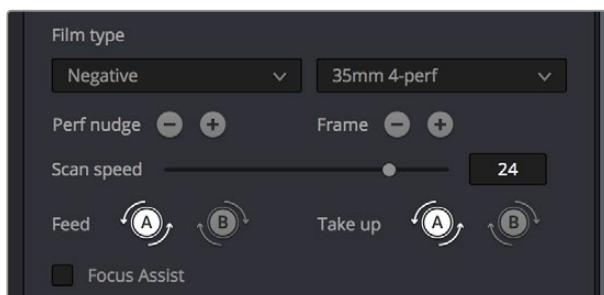 Film type
Negative 35mm 4-perf
Perf nudge − + Frame − +
Scan speed 24
Feed A B Take up A B
Focus Assist